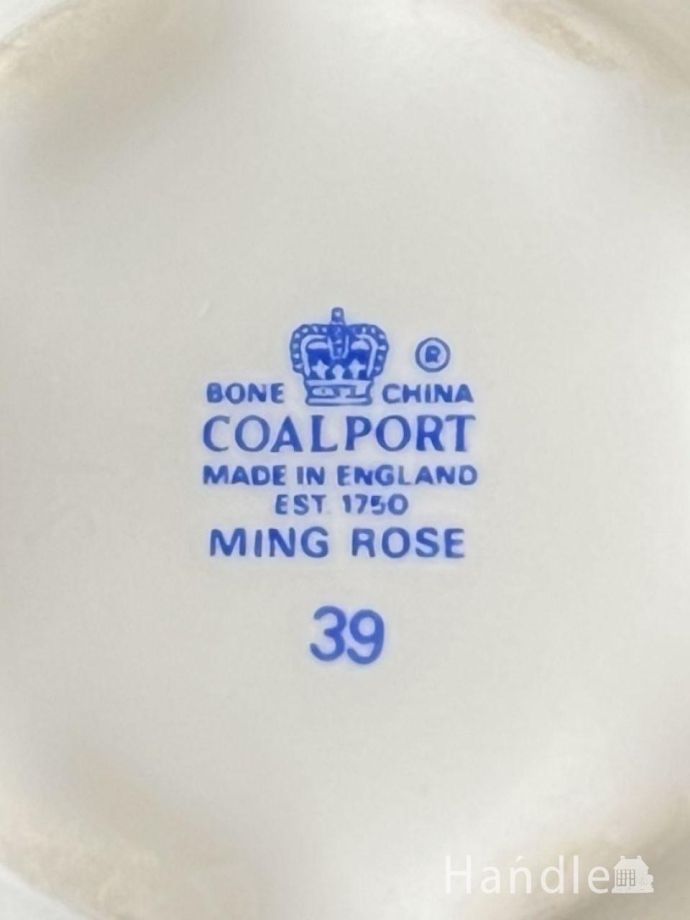 ®
BONE CHINA
COALPORT
MADE IN ENGLAND
EST. 1750
MING ROSE
39
Handle